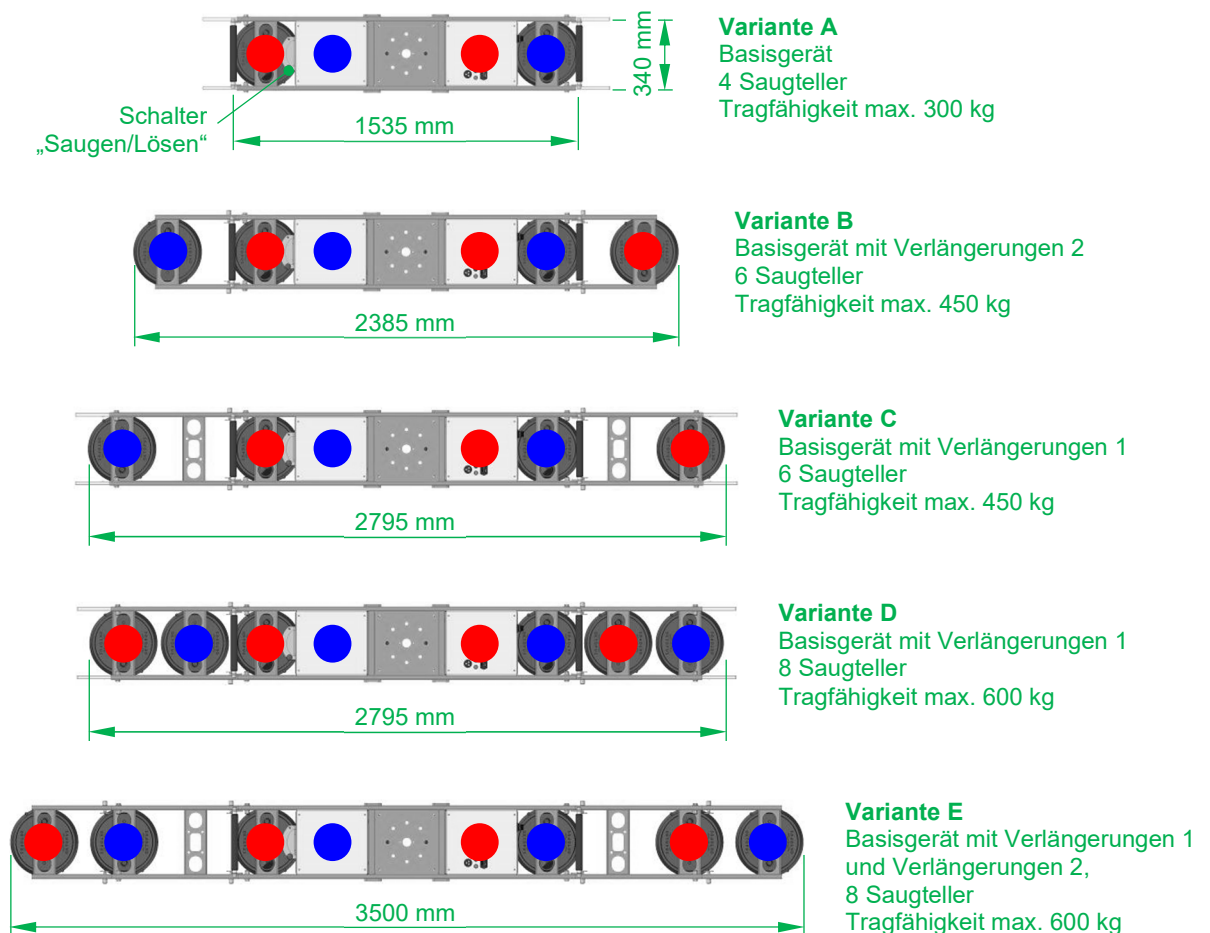 Variante A
Basisgerät
4 Saugteller
Tragfähigkeit max. 300 kg
340 mm
Schalter
„Saugen/Lösen“
1535 mm
Variante B
Basisgerät mit Verlängerungen 2
6 Saugteller
Tragfähigkeit max. 450 kg
2385 mm
Variante C
Basisgerät mit Verlängerungen 1
6 Saugteller
Tragfähigkeit max. 450 kg
2795 mm
Variante D
Basisgerät mit Verlängerungen 1
8 Saugteller
Tragfähigkeit max. 600 kg
2795 mm
Variante E
Basisgerät mit Verlängerungen 1
und Verlängerungen 2,
8 Saugteller
Tragfähigkeit max. 600 kg
3500 mm